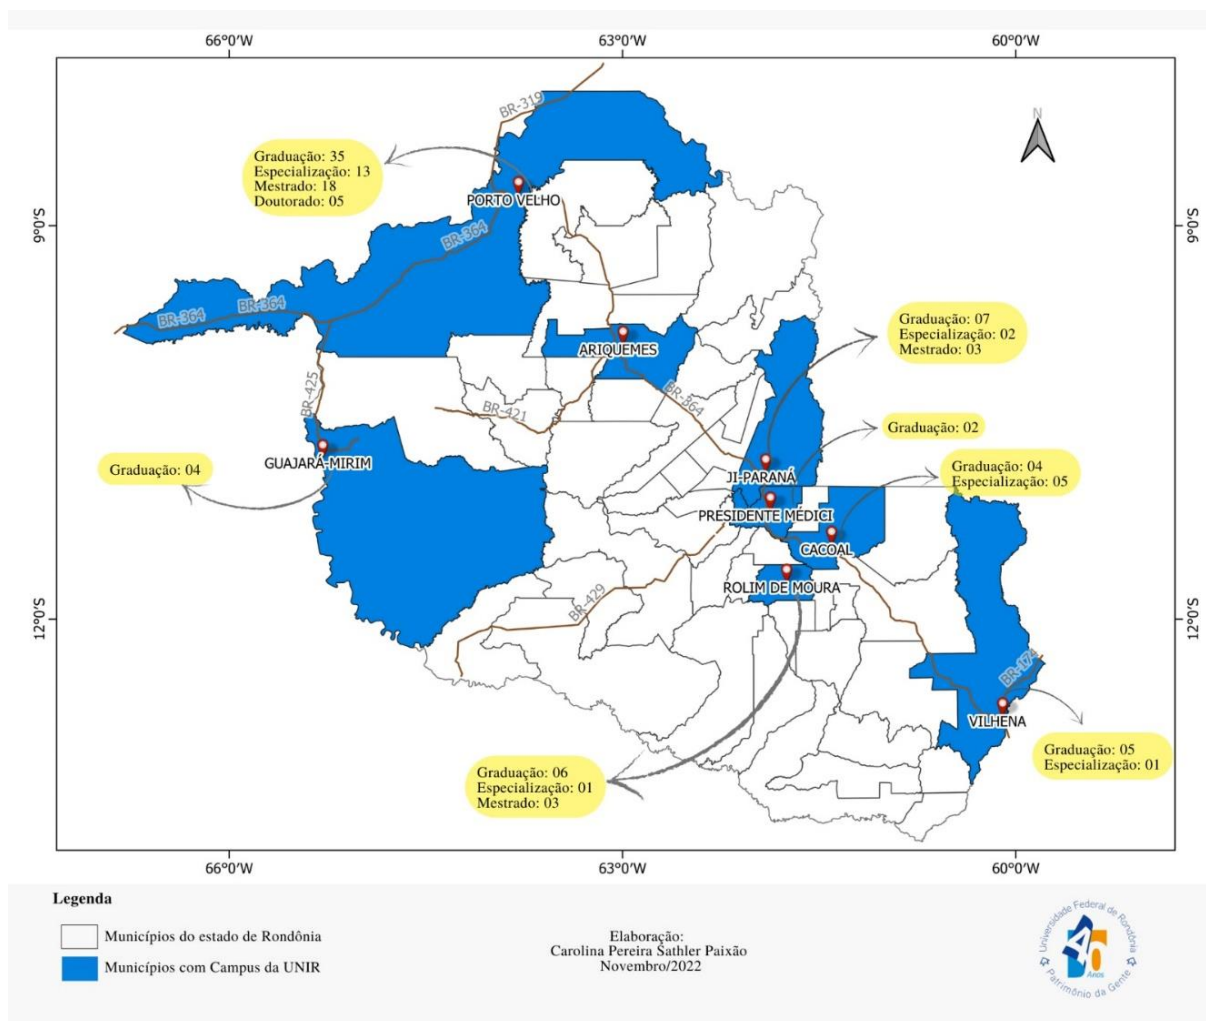 66°0'W
63°0'W
60°0'W
N
BR-319
Graduação: 35
Especialização: 13
Mestrado: 18
Doutorado: 05
PORTO VELHO
9°0'S
9°0'S
BR-364
BR-364
BR-364
Graduação: 07
Especialização: 02
Mestrado: 03
ARIQUEMES
BR-425
BR-421
BR-364
Graduação: 02
GUAJARÁ-MIRIM
Graduação: 04
JI-PARANÁ
Graduação: 04
Especialização: 05
PRESIDENTE MÉDICI
CACOAL
ROLIM DE MOURA
BR-429
12°0'S
12°0'S
BR-174
VILHENA
Graduação: 05
Especialização: 01
Graduação: 06
Especialização: 01
Mestrado: 03
66°0'W
63°0'W
60°0'W
Legenda
Municípios do estado de Rondônia
Municípios com Campus da UNIR
Elaboração:
Carolina Pereira Sathler Paixão
Novembro/2022
Universidade Federal de Rondônia
40
Anos
Patrimônio da Gente